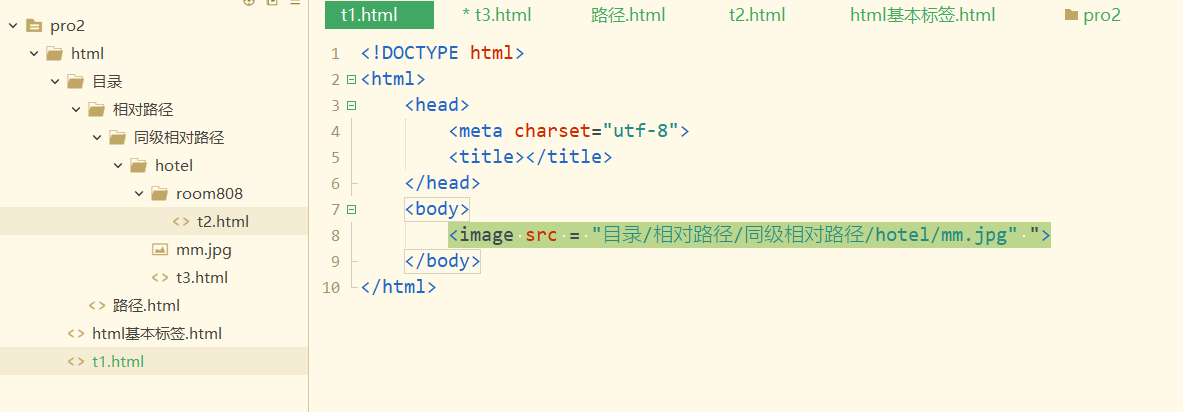 pro2
html
目录
相对路径
同级相对路径
hotel
room808
t2.html
mm.jpg
t3.html
路径.html
html基本标签.html
t1.html
t1.html * t3.html 路径.html t2.html html基本标签.html pro2
1 <!DOCTYPE html>
2 <html>
3 <head>
4 <meta charset="utf-8">
5 <title></title>
6 </head>
7 <body>
8 <image src = "目录/相对路径/同级相对路径/hotel/mm.jpg" ">
9 </body>
10 </html>